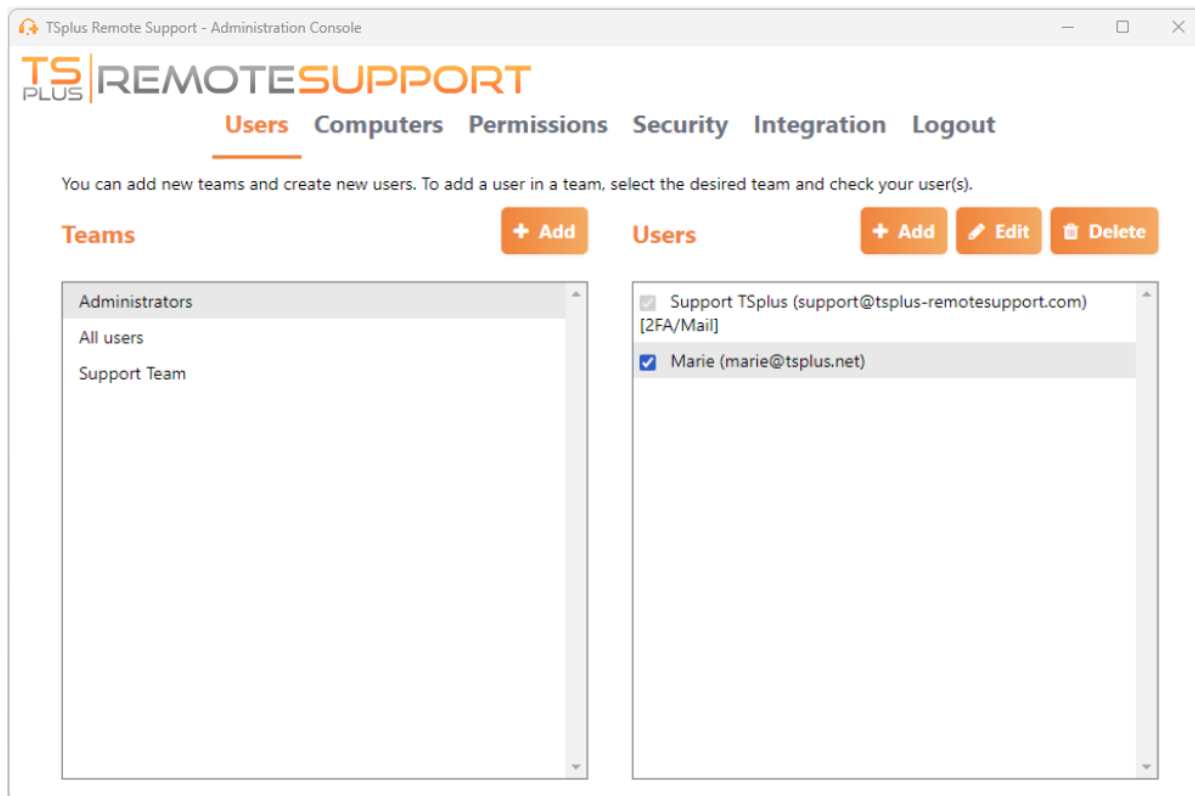 TSplus Remote Support - Administration Console
TS PLUS REMOTESUPPORT
Users Computers Permissions Security Integration Logout
You can add new teams and create new users. To add a user in a team, select the desired team and check your user(s).
Teams + Add
Users + Add Edit Delete
Administrators
All users
Support Team
Support TSplus (support@tsplus-remotesupport.com)
[2FA/Mail]
Marie (marie@tsplus.net)